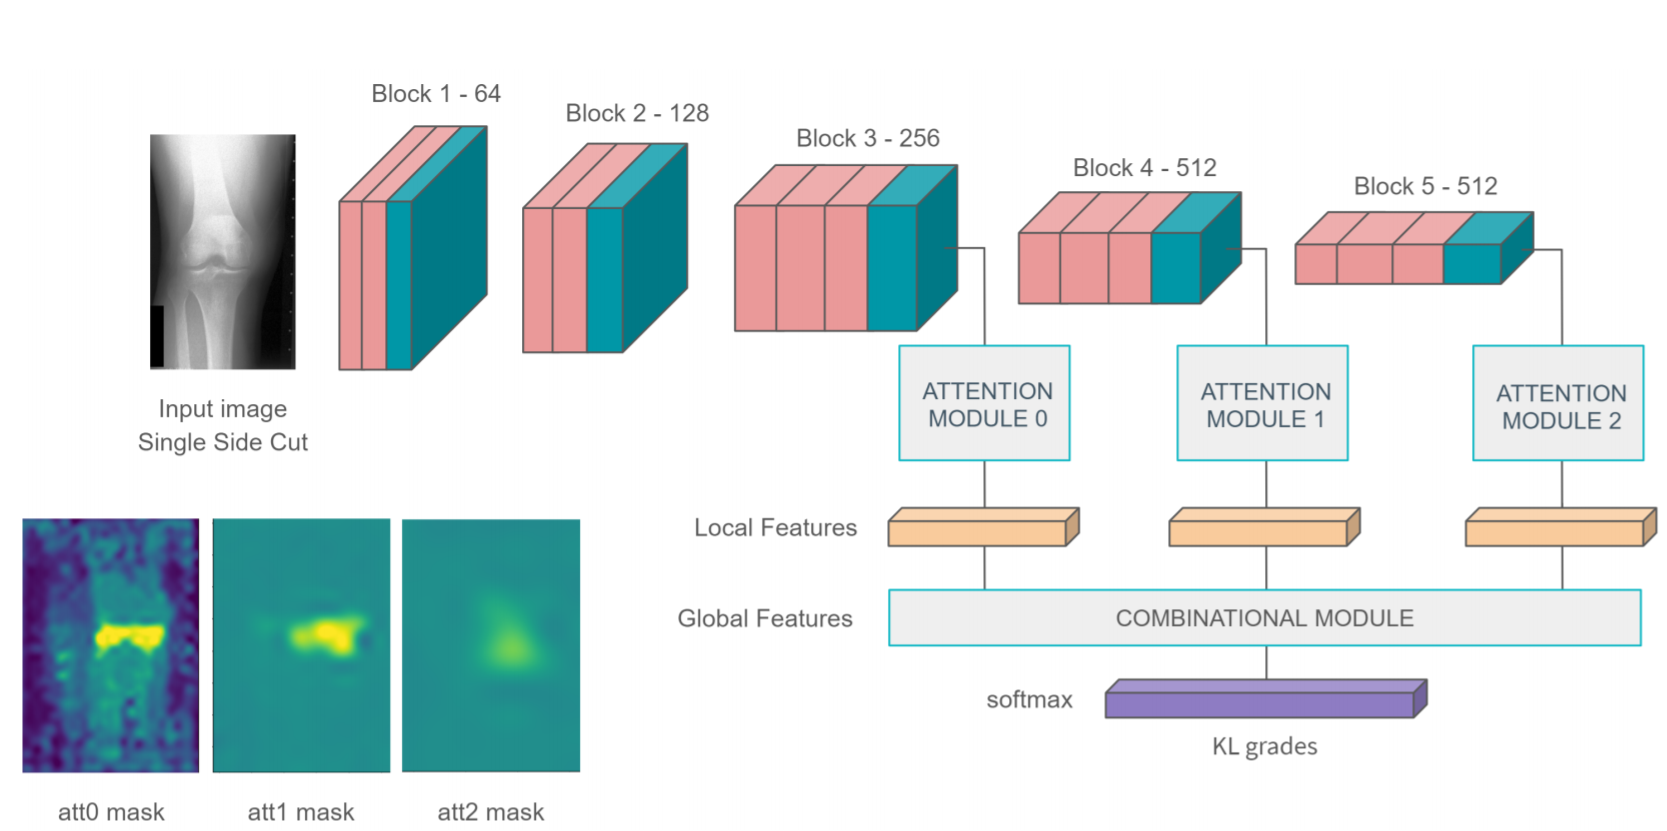 Block 1 - 64
Block 2 - 128
Block 3 - 256
Block 4 - 512
Block 5 - 512
Input image
Single Side Cut
ATTENTION
MODULE 0
ATTENTION
MODULE 1
ATTENTION
MODULE 2
Local Features
Global Features
COMBINATIONAL MODULE
softmax
KL grades
att0 mask
att1 mask
att2 mask